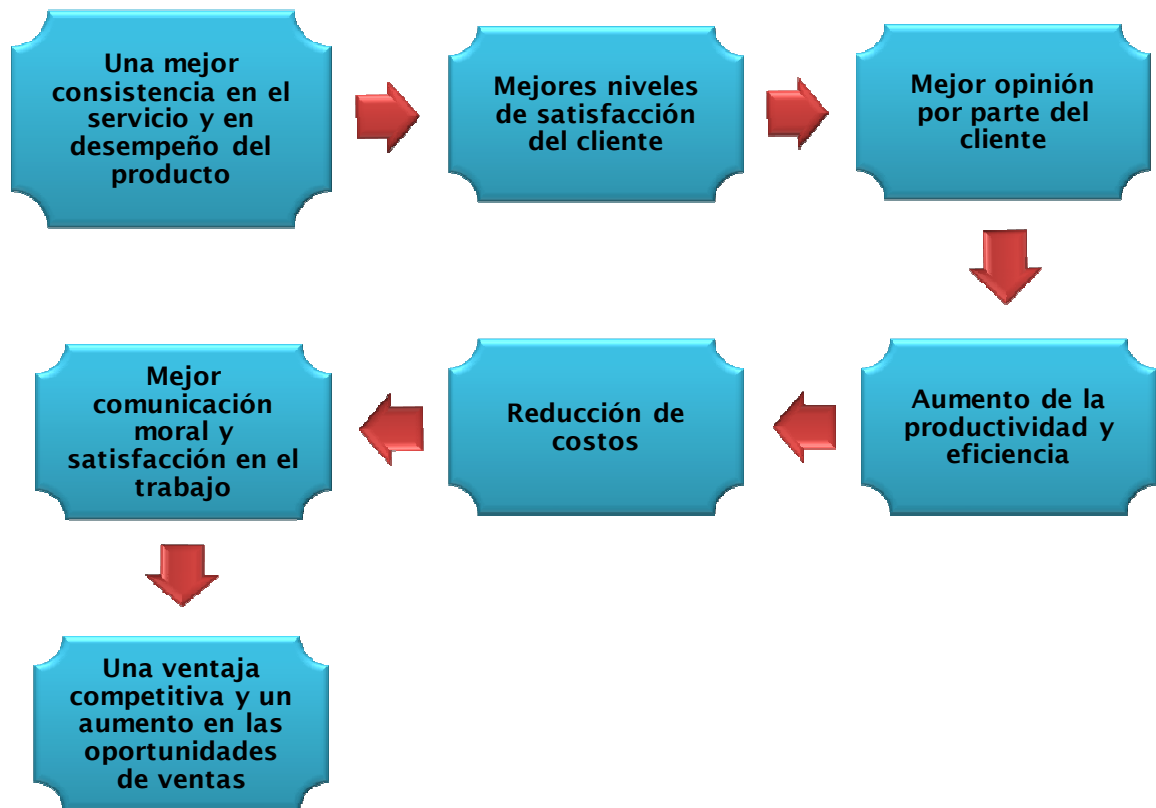 Una mejor
consistencia en el
servicio y en
desempeño del
producto
Mejores niveles
de satisfacción
del cliente
Mejor opinión
por parte del
cliente
Aumento de la
productividad y
eficiencia
Reducción de
costos
Mejor
comunicación
moral y
satisfacción en el
trabajo
Una ventaja
competitiva y un
aumento en las
oportunidades
de ventas